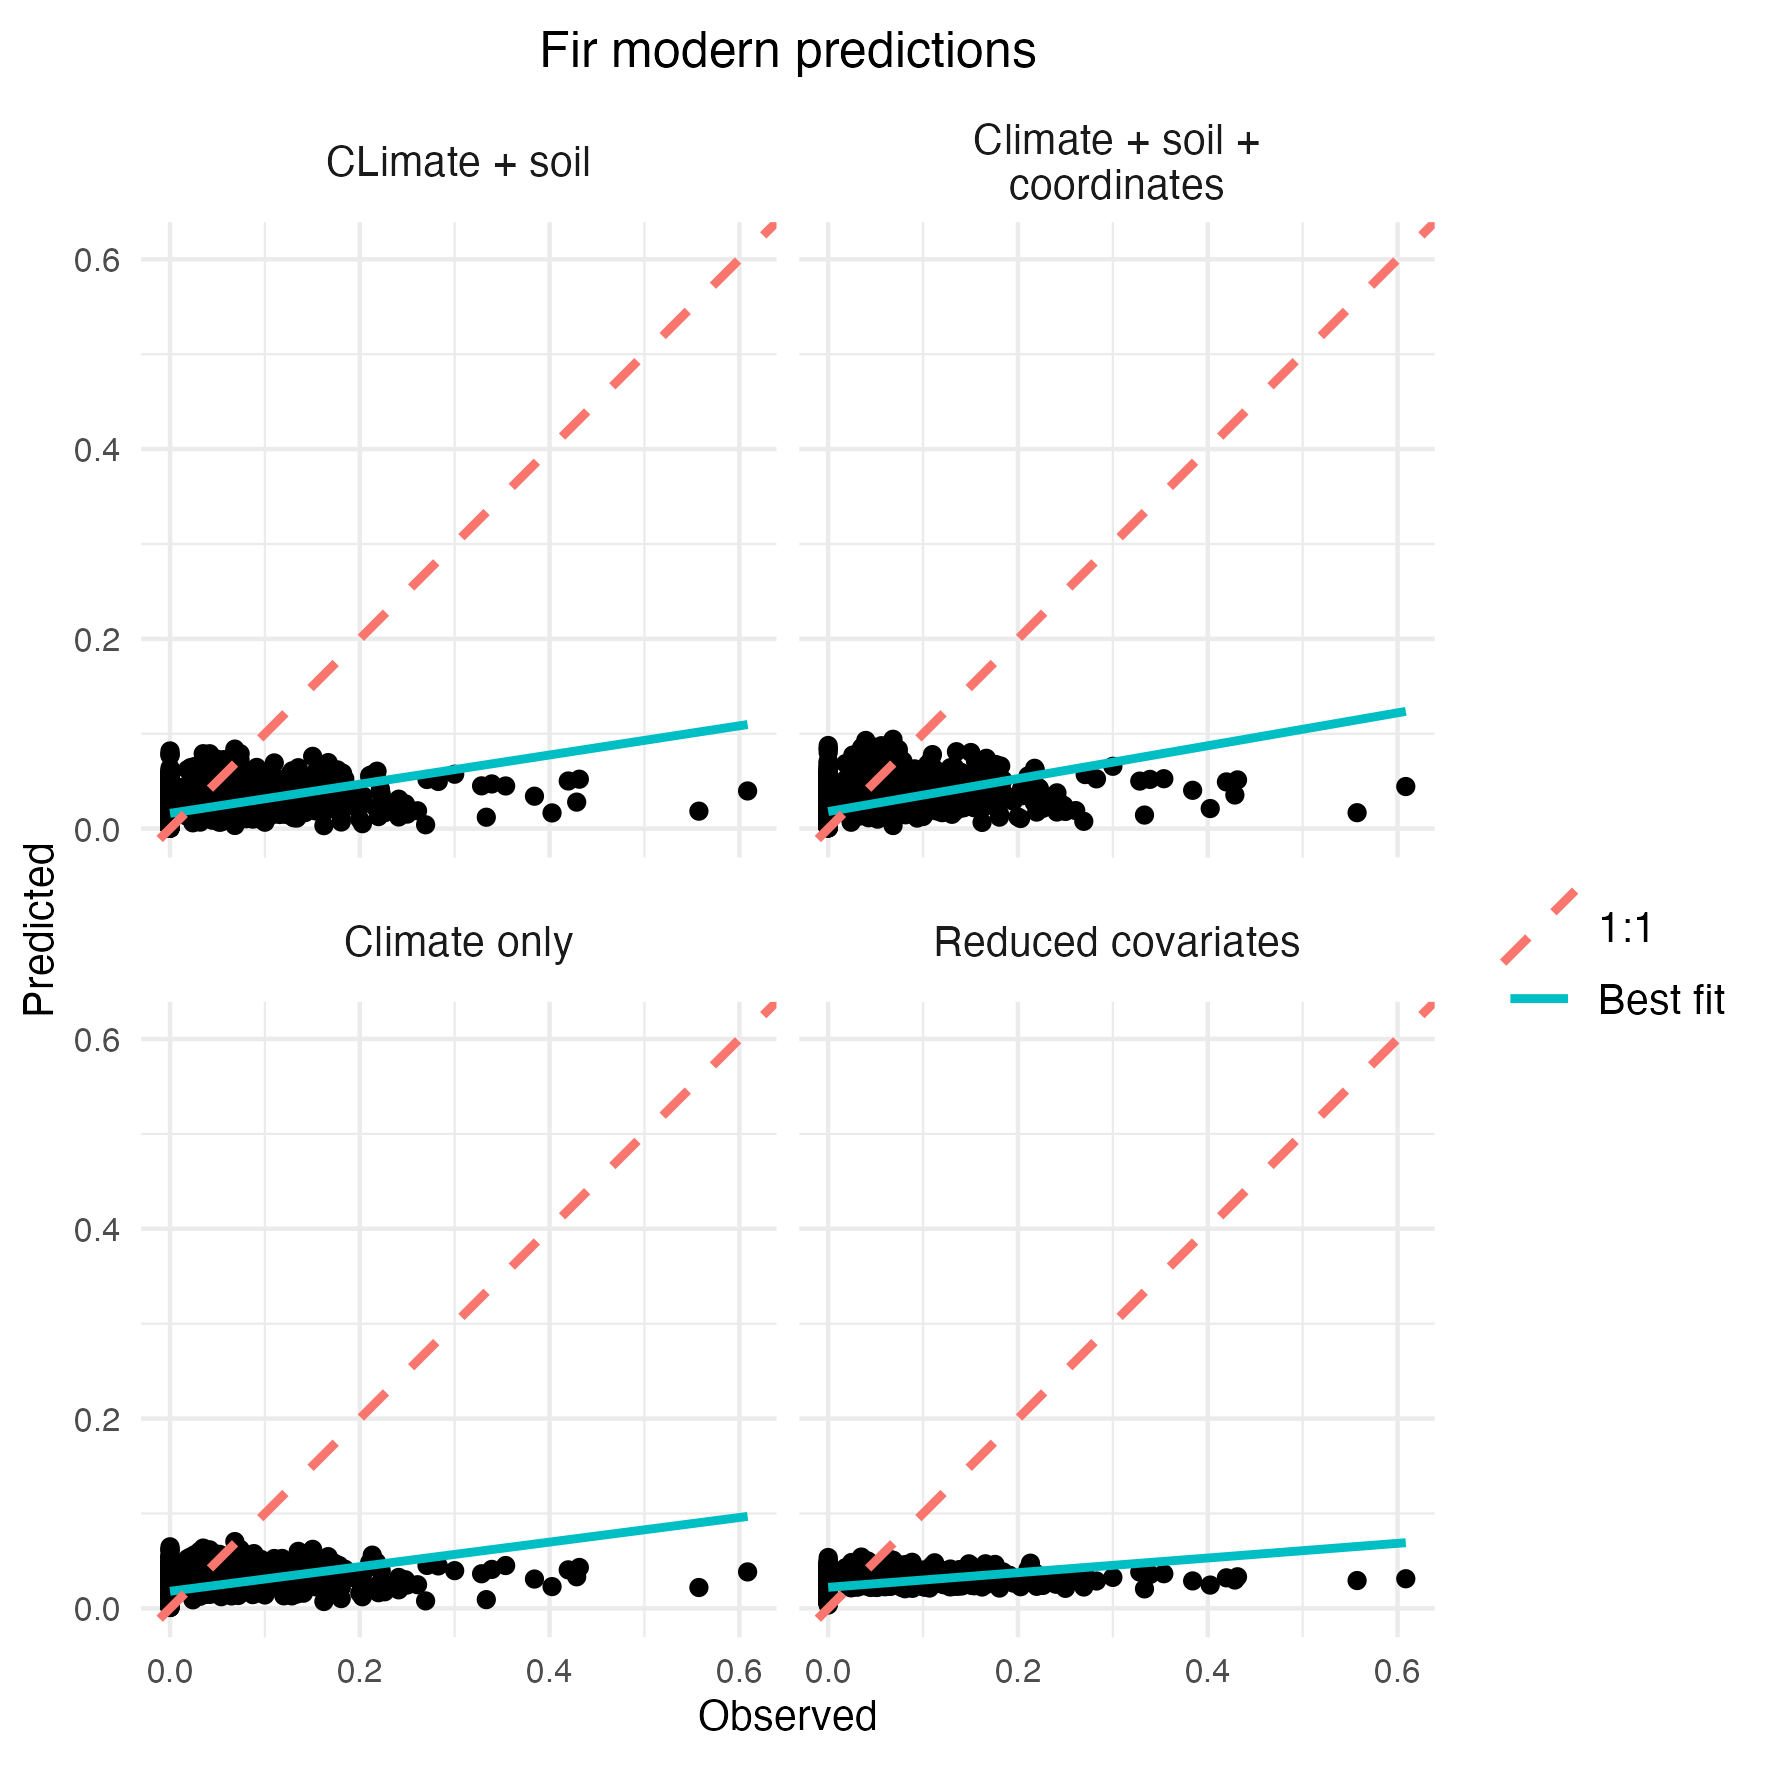 Fir modern predictions
CLimate + soil
Climate + soil +
coordinates
0.6
0.4
0.2
0.0
Predicted
Climate only
Reduced covariates
1:1
Best fit
0.6
0.4
0.2
0.0
0.0 0.2 0.4 0.6 0.0 0.2 0.4 0.6
Observed